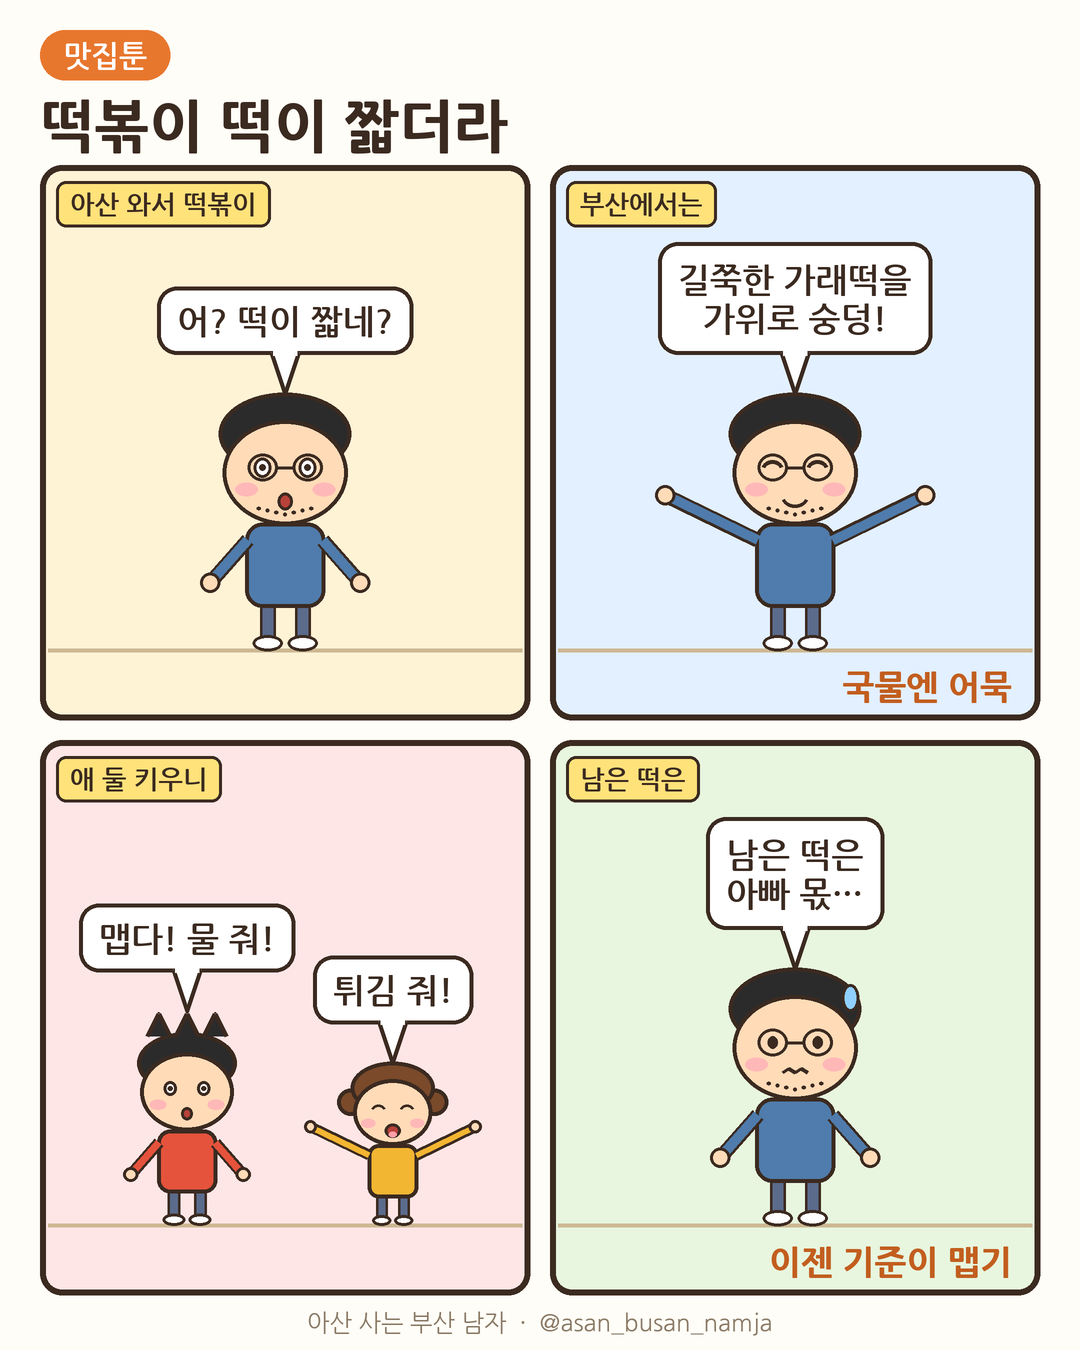 맛집툰
떡볶이 떡이 짧더라
아산 와서 떡볶이
어? 떡이 짧네?
부산에서는
길쭉한 가래떡을
가위로 숭덩!
국물엔 어묵
애 둘 키우니
맵다! 물 줘!
튀김 줘!
남은 떡은
남은 떡은
아빠 몫…
이젠 기준이 맵기
아산 사는 부산 남자 · @asan_busan_namja